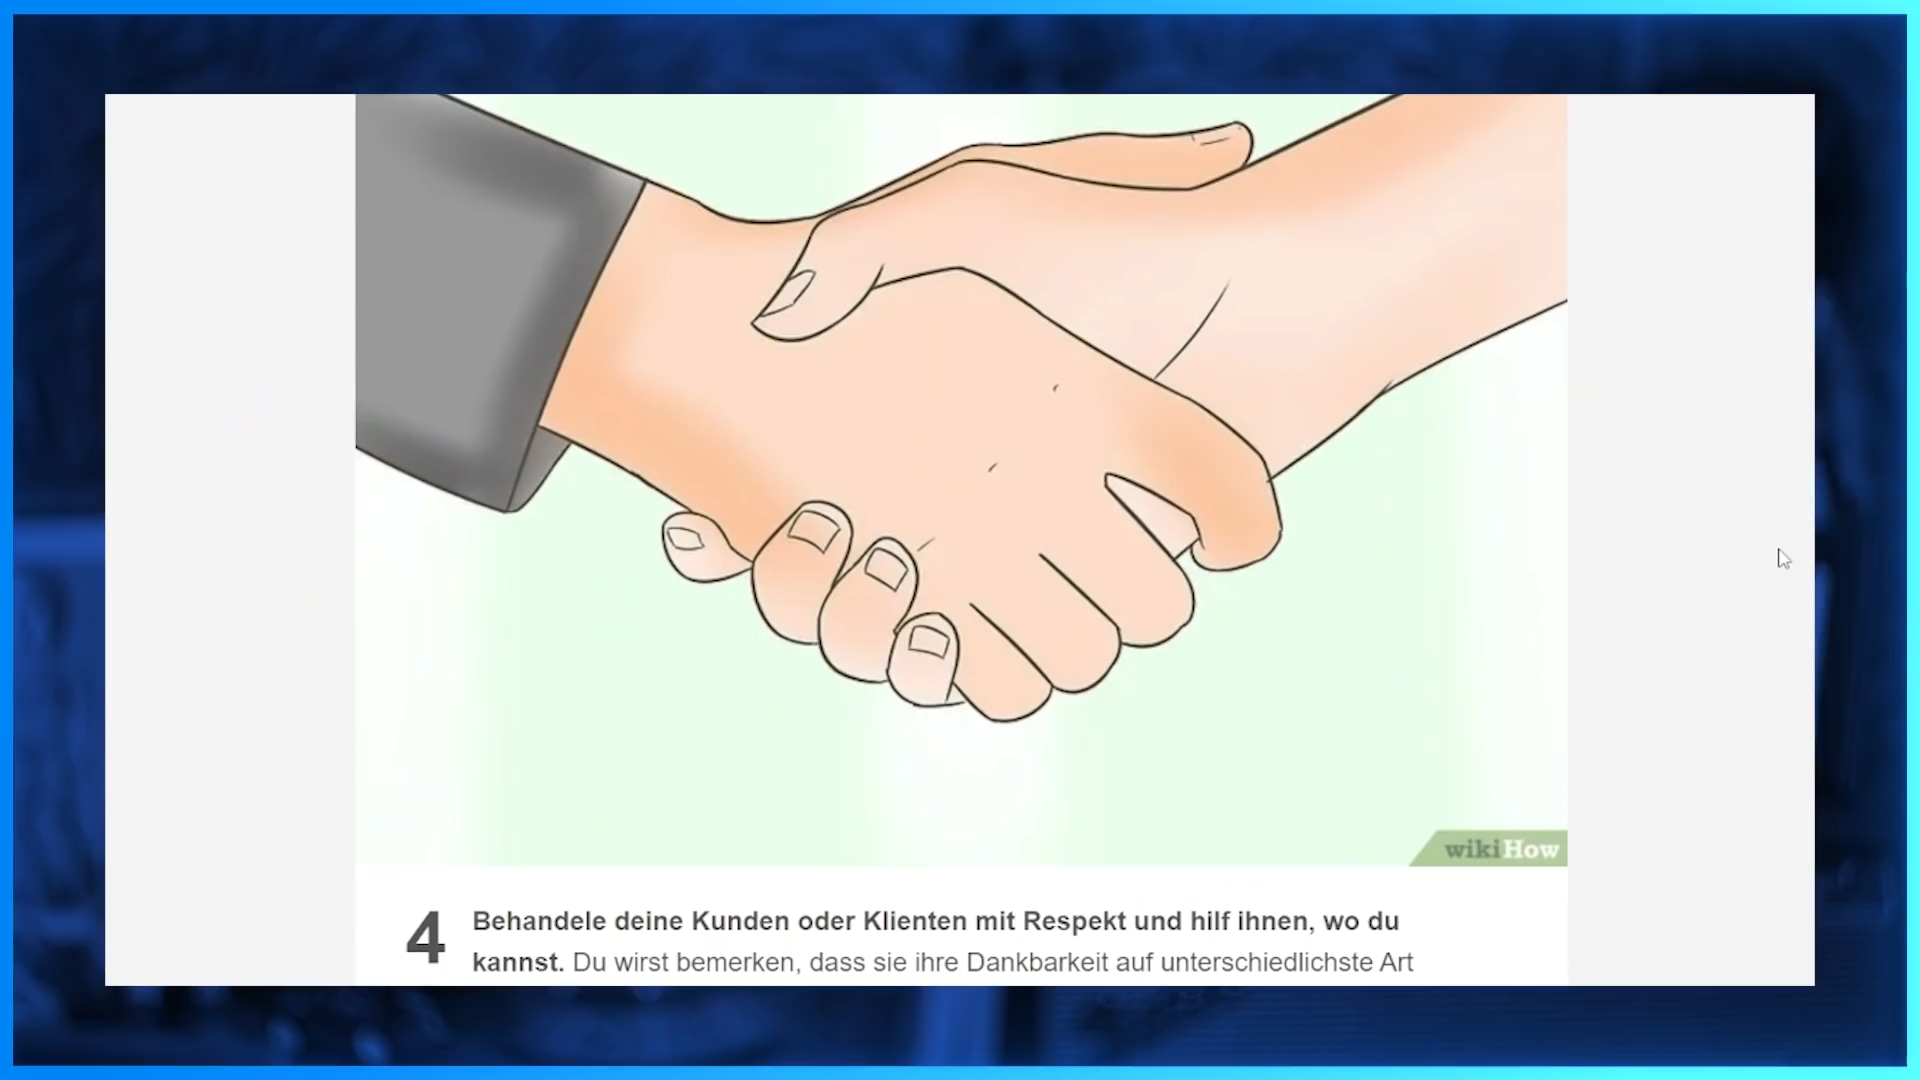 wikiHow
4 Behandele deine Kunden oder Klienten mit Respekt und hilf ihnen, wo du
kannst. Du wirst bemerken, dass sie ihre Dankbarkeit auf unterschiedlichste Art